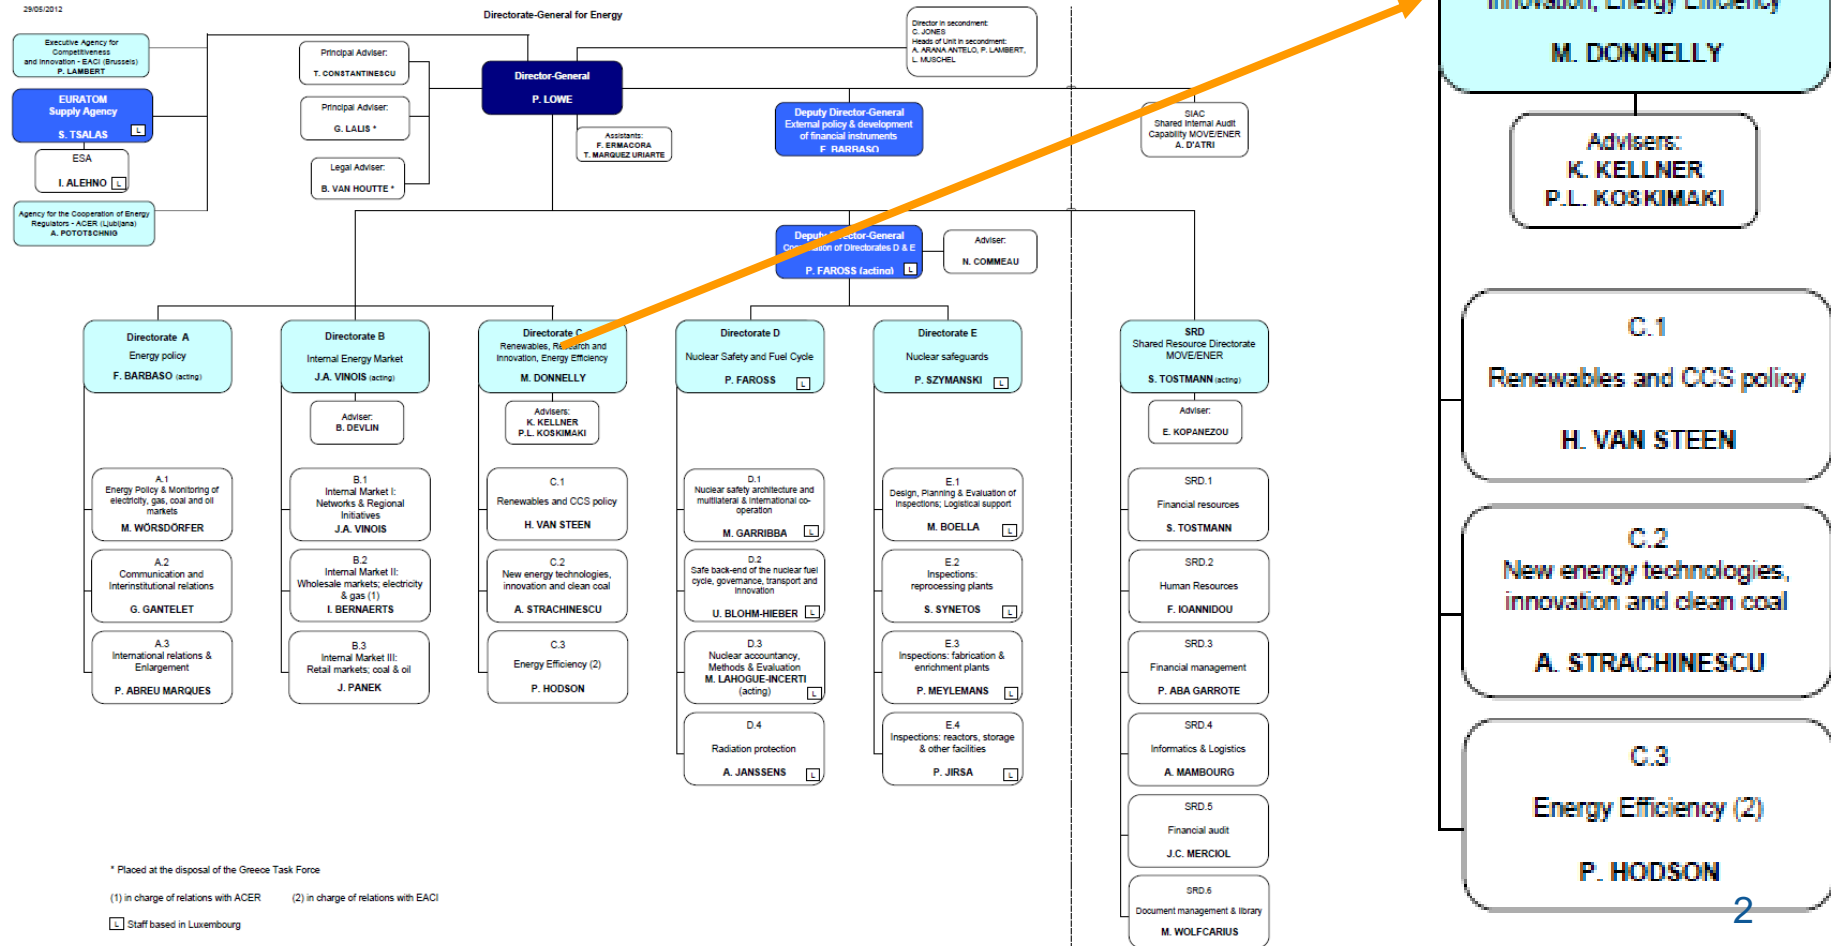 29/05/2012
Directorate-General for Energy
Executive Agency for
Competitiveness
and Innovation - EACI (Brussels)
P. LAMBERT
EURATOM
Supply Agency
S. TSALAS
L
ESA
I. ALEHNO
L
Agency for the Cooperation of Energy
Regulators - ACER (Ljubljana)
A. POTOTSCHNIG
Principal Adviser:
T. CONSTANTINESCU
Principal Adviser:
G. LALIS *
Legal Adviser:
B. VAN HOUTTE *
Director-General
P. LOWE
Assistants:
F. ERMACORA
T. MARQUEZ URIARTE
Director in secondment:
C. JONES
Heads of Unit in secondment:
A. ARANA ANTELO, P. LAMBERT,
L. MUSCHEL
Deputy Director-General
External policy & development
of financial instruments
F. BARBASO
SIAC
Shared Internal Audit
Capability MOVE/ENER
A. D'ATRI
Deputy Director-General
Coordination of Directorates D & E
P. FAROSS (acting)
L
Adviser:
N. COMMEAU
Directorate A
Energy policy
F. BARBASO (acting)
A.1
Energy Policy & Monitoring of
electricity, gas, coal and oil
markets
M. WÖRSDÖRFER
A.2
Communication and
Interinstitutional relations
G. GANTELET
A.3
International relations &
Enlargement
P. ABREU MARQUES
Directorate B
Internal Energy Market
J.A. VINOIS (acting)
Adviser:
B. DEVLIN
B.1
Internal Market I:
Networks & Regional
Initiatives
J.A. VINOIS
B.2
Internal Market II:
Wholesale markets; electricity
& gas (1)
I. BERNAERTS
B.3
Internal Market III:
Retail markets; coal & oil
J. PANEK
Directorate C
Renewables, Research and
Innovation, Energy Efficiency
M. DONNELLY
Advisers:
K. KELLNER
P.L. KOSKIMAKI
C.1
Renewables and CCS policy
H. VAN STEEN
C.2
New energy technologies,
innovation and clean coal
A. STRACHINESCU
C.3
Energy Efficiency (2)
P. HODSON
Directorate D
Nuclear Safety and Fuel Cycle
P. FAROSS
L
D.1
Nuclear safety architecture and
multilateral & international co-
operation
M. GARRIBBA
L
D.2
Safe back-end of the nuclear fuel
cycle, governance, transport and
innovation
U. BLOHM-HIEBER
L
D.3
Nuclear accountancy,
Methods & Evaluation
M. LAHOGUE-INCERTI
(acting)
L
D.4
Radiation protection
A. JANSSENS
L
Directorate E
Nuclear safeguards
P. SZYMANSKI
L
E.1
Design, Planning & Evaluation of
Inspections; Logistical support
M. BOELLA
L
E.2
Inspections:
reprocessing plants
S. SYNETOS
L
E.3
Inspections: fabrication &
enrichment plants
P. MEYLEMANS
L
E.4
Inspections: reactors, storage
& other facilities
P. JIRSA
L
SRD
Shared Resource Directorate
MOVE/ENER
S. TOSTMANN (acting)
Adviser:
E. KOPANEZOU
SRD.1
Financial resources
S. TOSTMANN
SRD.2
Human Resources
F. IOANNIDOU
SRD.3
Financial management
P. ABA GARROTE
SRD.4
Informatics & Logistics
A. MAMBOURG
SRD.5
Financial audit
J.C. MERCIOL
SRD.6
Document management & library
M. WOLFCARIUS
* Placed at the disposal of the Greece Task Force
(1) in charge of relations with ACER (2) in charge of relations with EACI
L Staff based in Luxembourg
Innovation, Energy Efficiency
M. DONNELLY
Advisers:
K. KELLNER
P.L. KOSKIMAKI
C.1
Renewables and CCS policy
H. VAN STEEN
C.2
New energy technologies,
innovation and clean coal
A. STRACHINESCU
C.3
Energy Efficiency (2)
P. HODSON
2